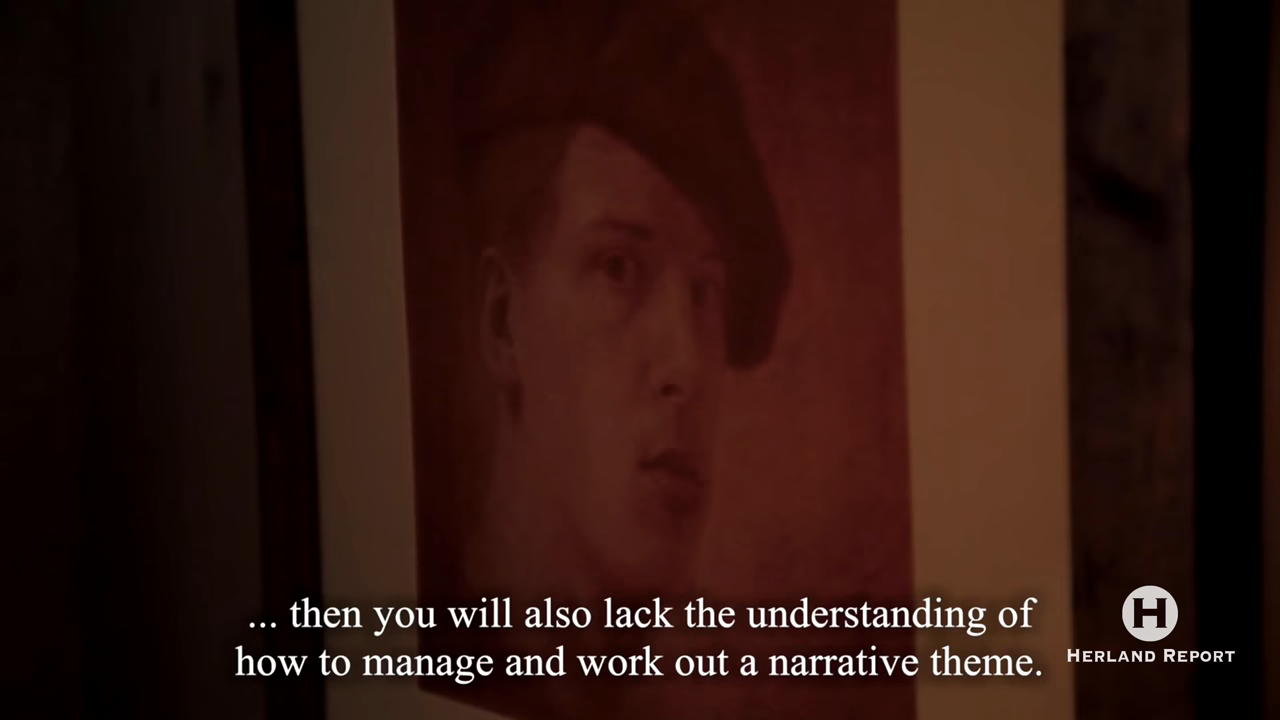 ... then you will also lack the understanding of
how to manage and work out a narrative theme.
H
HERLAND REPORT